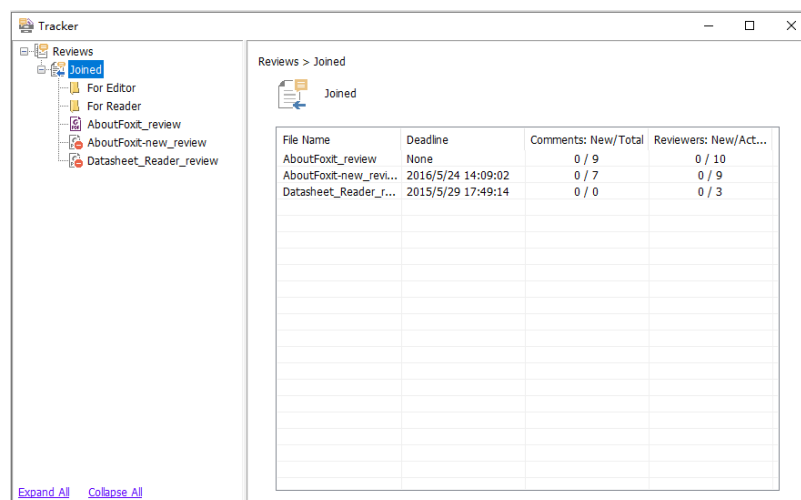 Tracker
Reviews
Joined
For Editor
For Reader
AboutFoxit_review
AboutFoxit-new_review
Datasheet_Reader_review
Expand All Collapse All
Reviews > Joined
Joined
File Name Deadline Comments: New/Total Reviewers: New/Act...
AboutFoxit_review None 0 / 9 0 / 10
AboutFoxit-new_revi... 2016/5/24 14:09:02 0 / 7 0 / 9
Datasheet_Reader_r... 2015/5/29 17:49:14 0 / 0 0 / 3